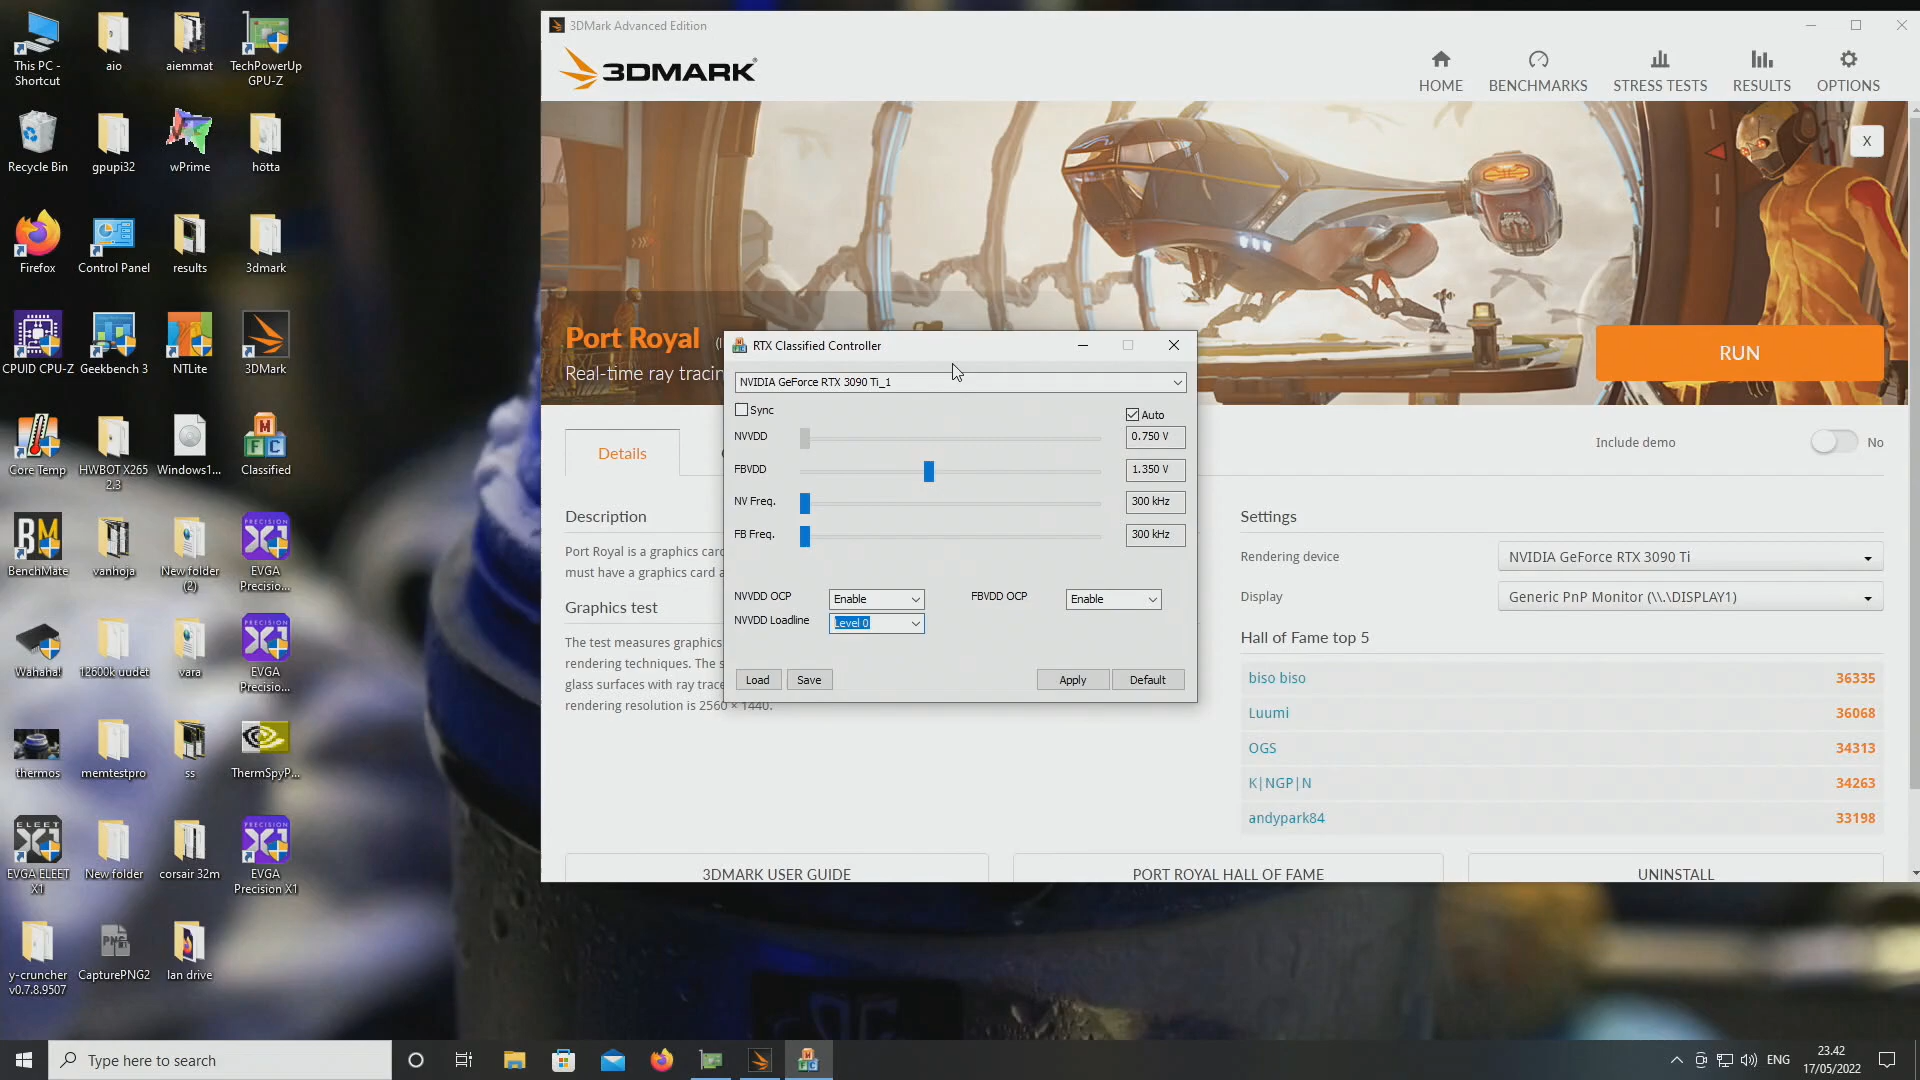 This PC -
Shortcut
aio
aiemmat
TechPowerUp
GPU-Z
Recycle Bin
gpupi32
wPrime
hötta
Firefox
Control Panel
results
3dmark
CPUID CPU-Z
Geekbench 3
NTLite
3DMark
Core Temp
HWBOT X265
2.3
Windows1...
Classified
BenchMate
vanhoja
New folder
(2)
EVGA
Precision...
Wahaha!
12600k uudet
vara
EVGA
Precisio...
thermos
memtestpro
ss
ThermSpyP...
EVGA ELEET
X1
New folder
corsair 32m
EVGA
Precision X1
y-cruncher
v0.7.8.9507
CapturePNG2
lan drive
3DMark Advanced Edition
3DMARK
HOME
BENCHMARKS
STRESS TESTS
RESULTS
OPTIONS
X
Port Royal
Real-time ray tracin
RUN
Details
Include demo
No
Description
Port Royal is a graphics card
must have a graphics card a
Graphics test
The test measures graphics
rendering techniques. The s
glass surfaces with ray trace
rendering resolution is 2560 × 1440.
Settings
Rendering device
NVIDIA GeForce RTX 3090 Ti
Display
Generic PnP Monitor (\\.\DISPLAY1)
Hall of Fame top 5
biso biso
36335
Luumi
36068
OGS
34313
K|NGP|N
34263
andypark84
33198
3DMARK USER GUIDE
PORT ROYAL HALL OF FAME
UNINSTALL
RTX Classified Controller
NVIDIA GeForce RTX 3090 Ti_1
Sync
Auto
NVVDD
0.750 V
FBVDD
1.350 V
NV Freq.
300 kHz
FB Freq.
300 kHz
NVVDD OCP
Enable
FBVDD OCP
Enable
NVVDD Loadline
Level 0
Load
Save
Apply
Default
Type here to search
ENG
23.42
17/05/2022